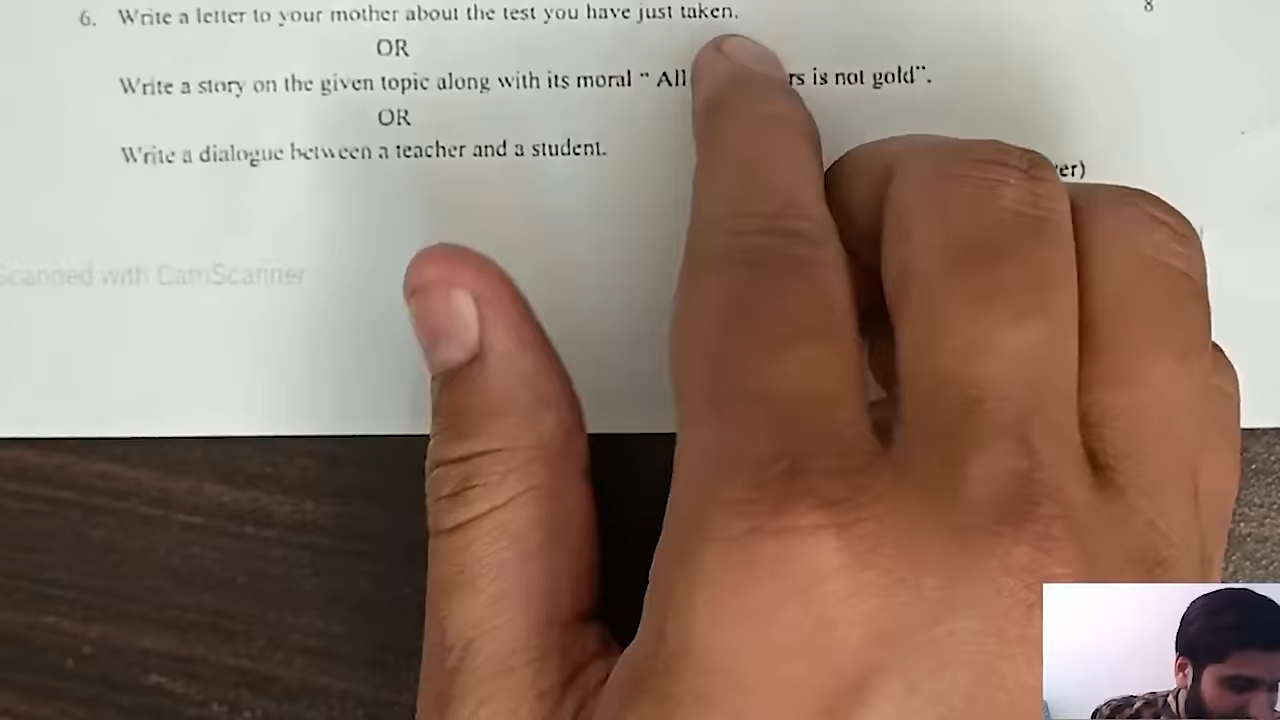 6. Write a letter to your mother about the test you have just taken. 8
OR
Write a story on the given topic along with its moral " All rs is not gold".
OR
Write a dialogue between a teacher and a student.
er)
Scanned with CamScanner